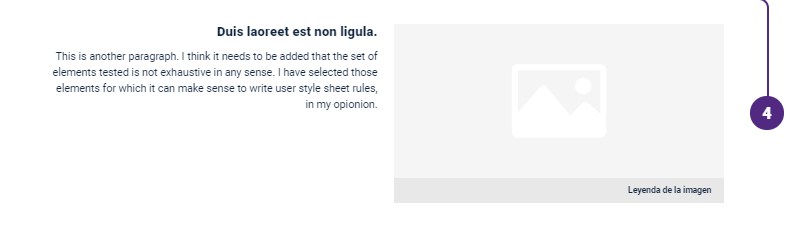 Duis laoreet est non ligula.
This is another paragraph. I think it needs to be added that the set of
elements tested is not exhaustive in any sense. I have selected those
elements for which it can make sense to write user style sheet rules,
in my opionion.
Leyenda de la imagen
4